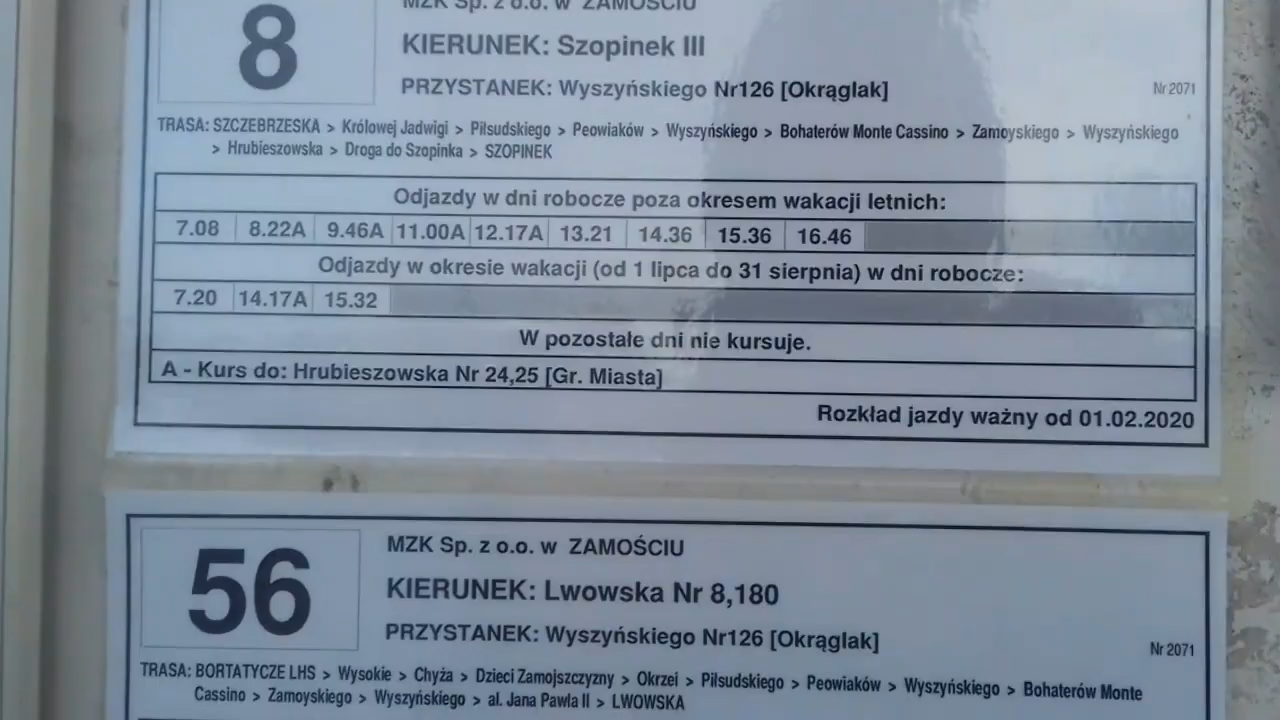 8
MZK Sp. z o.o. w ZAMOŚCIU
KIERUNEK: Szopinek III
PRZYSTANEK: Wyszyńskiego Nr126 [Okrąglak]
Nr 2071
TRASA: SZCZEBRZESKA > Królowej Jadwigi > Piłsudskiego > Peowiaków > Wyszyńskiego > Bohaterów Monte Cassino > Zamoyskiego > Wyszyńskiego
> Hrubieszowska > Droga do Szopinka > SZOPINEK
Odjazdy w dni robocze poza okresem wakacji letnich:
7.08 8.22A 9.46A 11.00A 12.17A 13.21 14.36 15.36 16.46
Odjazdy w okresie wakacji (od 1 lipca do 31 sierpnia) w dni robocze:
7.20 14.17A 15.32
W pozostałe dni nie kursuje.
A - Kurs do: Hrubieszowska Nr 24,25 [Gr. Miasta]
Rozkład jazdy ważny od 01.02.2020
56
MZK Sp. z o.o. w ZAMOŚCIU
KIERUNEK: Lwowska Nr 8,180
PRZYSTANEK: Wyszyńskiego Nr126 [Okrąglak]
Nr 2071
TRASA: BORTATYCZE LHS > Wysokie > Chyża > Dzieci Zamojszczyzny > Okrzei > Piłsudskiego > Peowiaków > Wyszyńskiego > Bohaterów Monte
Cassino > Zamoyskiego > Wyszyńskiego > al. Jana Pawła II > LWOWSKA